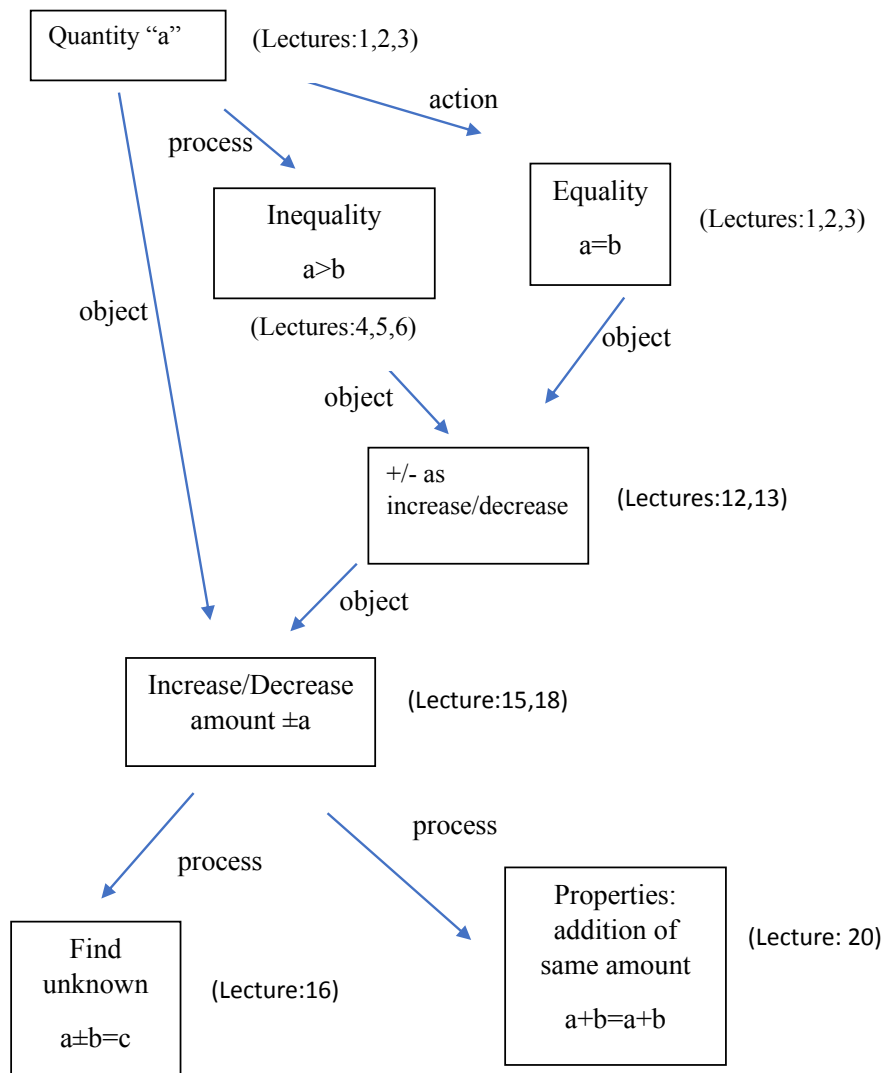 Quantity “a”
(Lectures:1,2,3)
action
process
Inequality
a>b
Equality
a=b
(Lectures:1,2,3)
object
(Lectures:4,5,6)
object
object
+/- as
increase/decrease
(Lectures:12,13)
object
Increase/Decrease
amount ±a
(Lecture:15,18)
process
process
Find
unknown
a±b=c
(Lecture:16)
Properties:
addition of
same amount
a+b=a+b
(Lecture: 20)